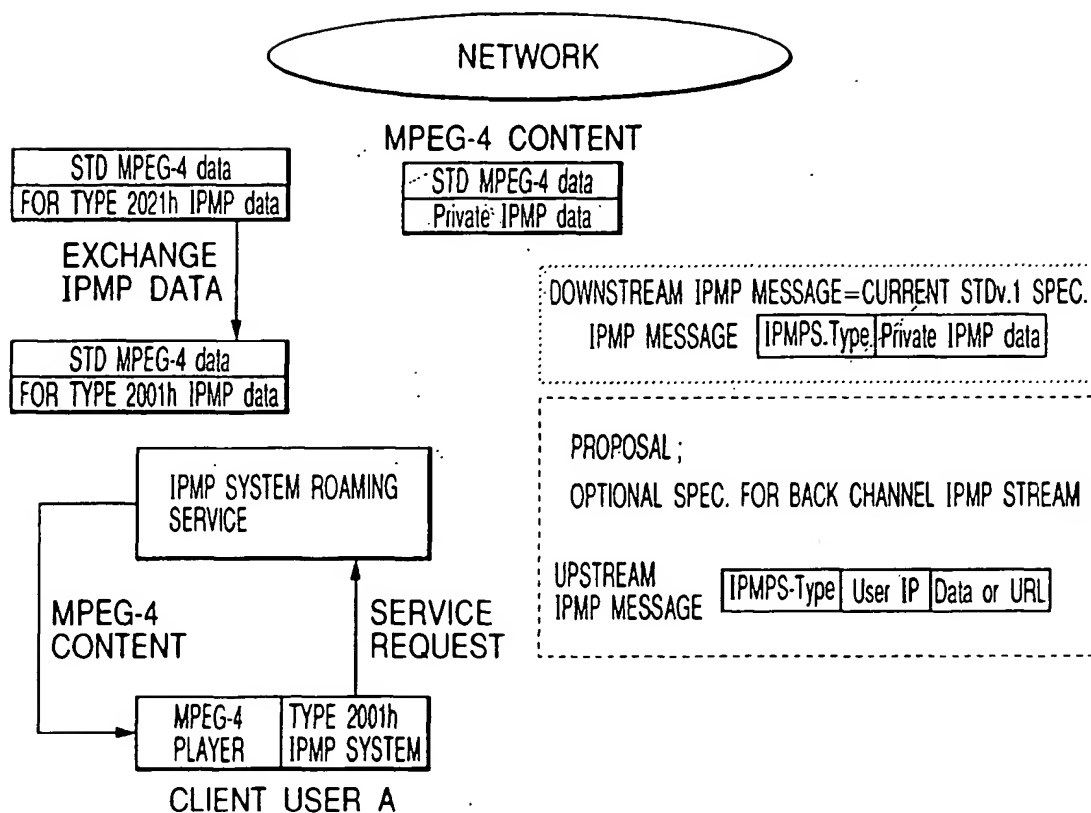 NETWORK
MPEG-4 CONTENT
STD MPEG-4 data
Private IPMP data
STD MPEG-4 data
FOR TYPE 2021h IPMP data
EXCHANGE
IPMP DATA
STD MPEG-4 data
FOR TYPE 2001h IPMP data
DOWNSTREAM IPMP MESSAGE=CURRENT STDv.1 SPEC.
IPMP MESSAGE IPMPS-Type Private IPMP data
PROPOSAL ;
OPTIONAL SPEC. FOR BACK CHANNEL IPMP STREAM
UPSTREAM
IPMP MESSAGE
IPMPS-Type User IP Data or URL
IPMP SYSTEM ROAMING
SERVICE
MPEG-4
CONTENT
SERVICE
REQUEST
MPEG-4
PLAYER
TYPE 2001h
IPMP SYSTEM
CLIENT USER A